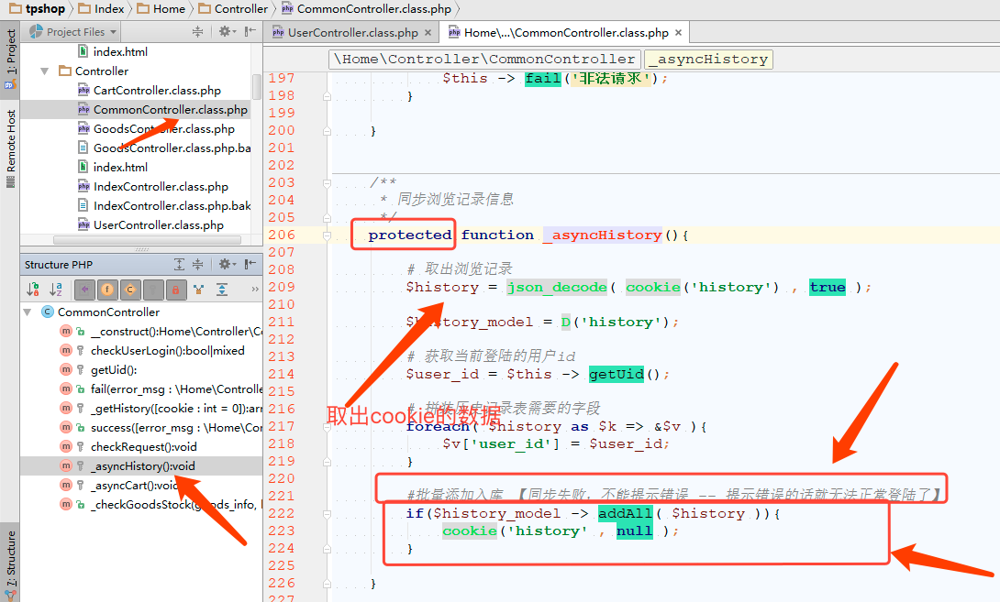 tpshop Index Home Controller CommonController.class.php
1: Project
Remote Host
Z: Structure
Project Files
index.html
Controller
CartController.class.php
CommonController.class.php
GoodsController.class.php
GoodsController.class.php.ba
index.html
IndexController.class.php
IndexController.class.php.bak
UserController.class.php
Structure PHP
CommonController
__construct():Home\Controller\Co
checkUserLogin():bool|mixed
getUid():
fail(error_msg : \Home\Controlle
_getHistory([cookie : int = 0]):arr
success([error_msg : \Home\Con
checkRequest():void
_asyncHistory():void
_asyncCart():void
_checkGoodsStock(goods_info, l
UserController.class.php Home\...\CommonController.class.php
\Home\Controller\CommonController _asyncHistory
197 $this -> fail('非法请求');
198 }
199
200 }
201
202
203 /**
204 * 同步浏览记录信息
205 */
206 protected function _asyncHistory(){
207
208 # 取出浏览记录
209 $history = json_decode( cookie('history') , true );
210
211 $history_model = D('history');
212
213 # 获取当前登陆的用户id
214 $user_id = $this -> getUid();
215
216 # 拼装历史记录表需要的字段
取出cookie的数据
217 foreach( $history as $k => &$v ){
218 $v['user_id'] = $user_id;
219 }
220
221 #批量添加入库 【同步失败，不能提示错误 -- 提示错误的话就无法正常登陆了】
222 if($history_model -> addAll( $history )){
223 cookie('history' , null );
224 }
225
226 }
227